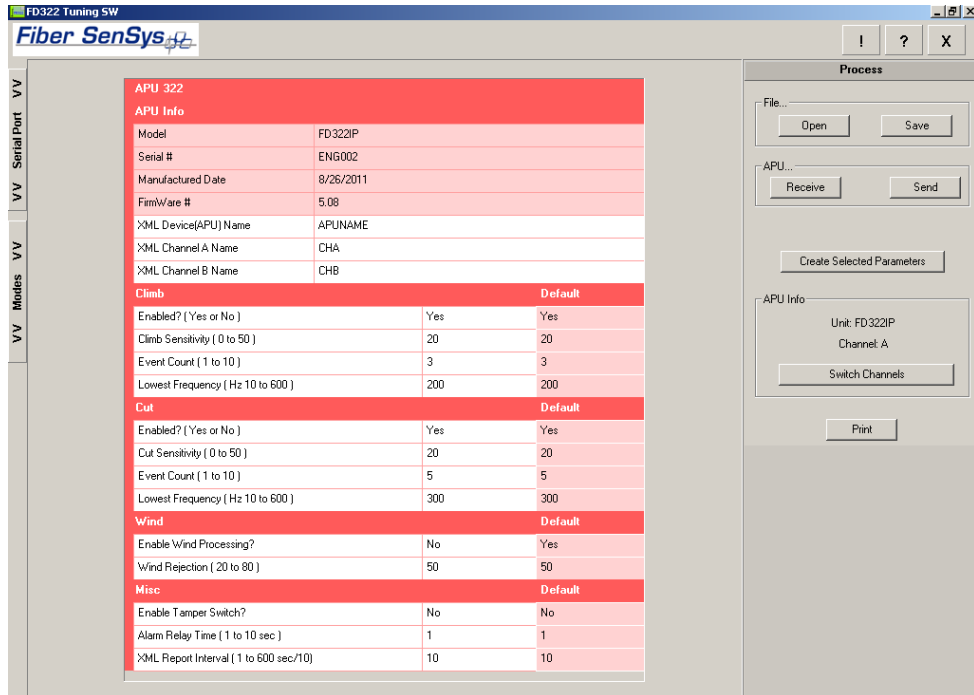 FD322 Tuning SW
Fiber SenSys
! ? X
V V Serial Port V V
V V Modes V V
APU 322
APU Info
Model FD322IP
Serial # ENG002
Manufactured Date 8/26/2011
FirmWare # 5.08
XML Device(APU) Name APUNAME
XML Channel A Name CHA
XML Channel B Name CHB
Climb Default
Enabled? ( Yes or No ) Yes Yes
Climb Sensitivity ( 0 to 50 ) 20 20
Event Count ( 1 to 10 ) 3 3
Lowest Frequency ( Hz 10 to 600 ) 200 200
Cut Default
Enabled? ( Yes or No ) Yes Yes
Cut Sensitivity ( 0 to 50 ) 20 20
Event Count ( 1 to 10 ) 5 5
Lowest Frequency ( Hz 10 to 600 ) 300 300
Wind Default
Enable Wind Processing? No Yes
Wind Rejection ( 20 to 80 ) 50 50
Misc Default
Enable Tamper Switch? No No
Alarm Relay Time ( 1 to 10 sec ) 1 1
XML Report Interval ( 1 to 600 sec/10) 10 10
Process
File...
Open Save
APU...
Receive Send
Create Selected Parameters
APU Info
Unit: FD322IP
Channel: A
Switch Channels
Print